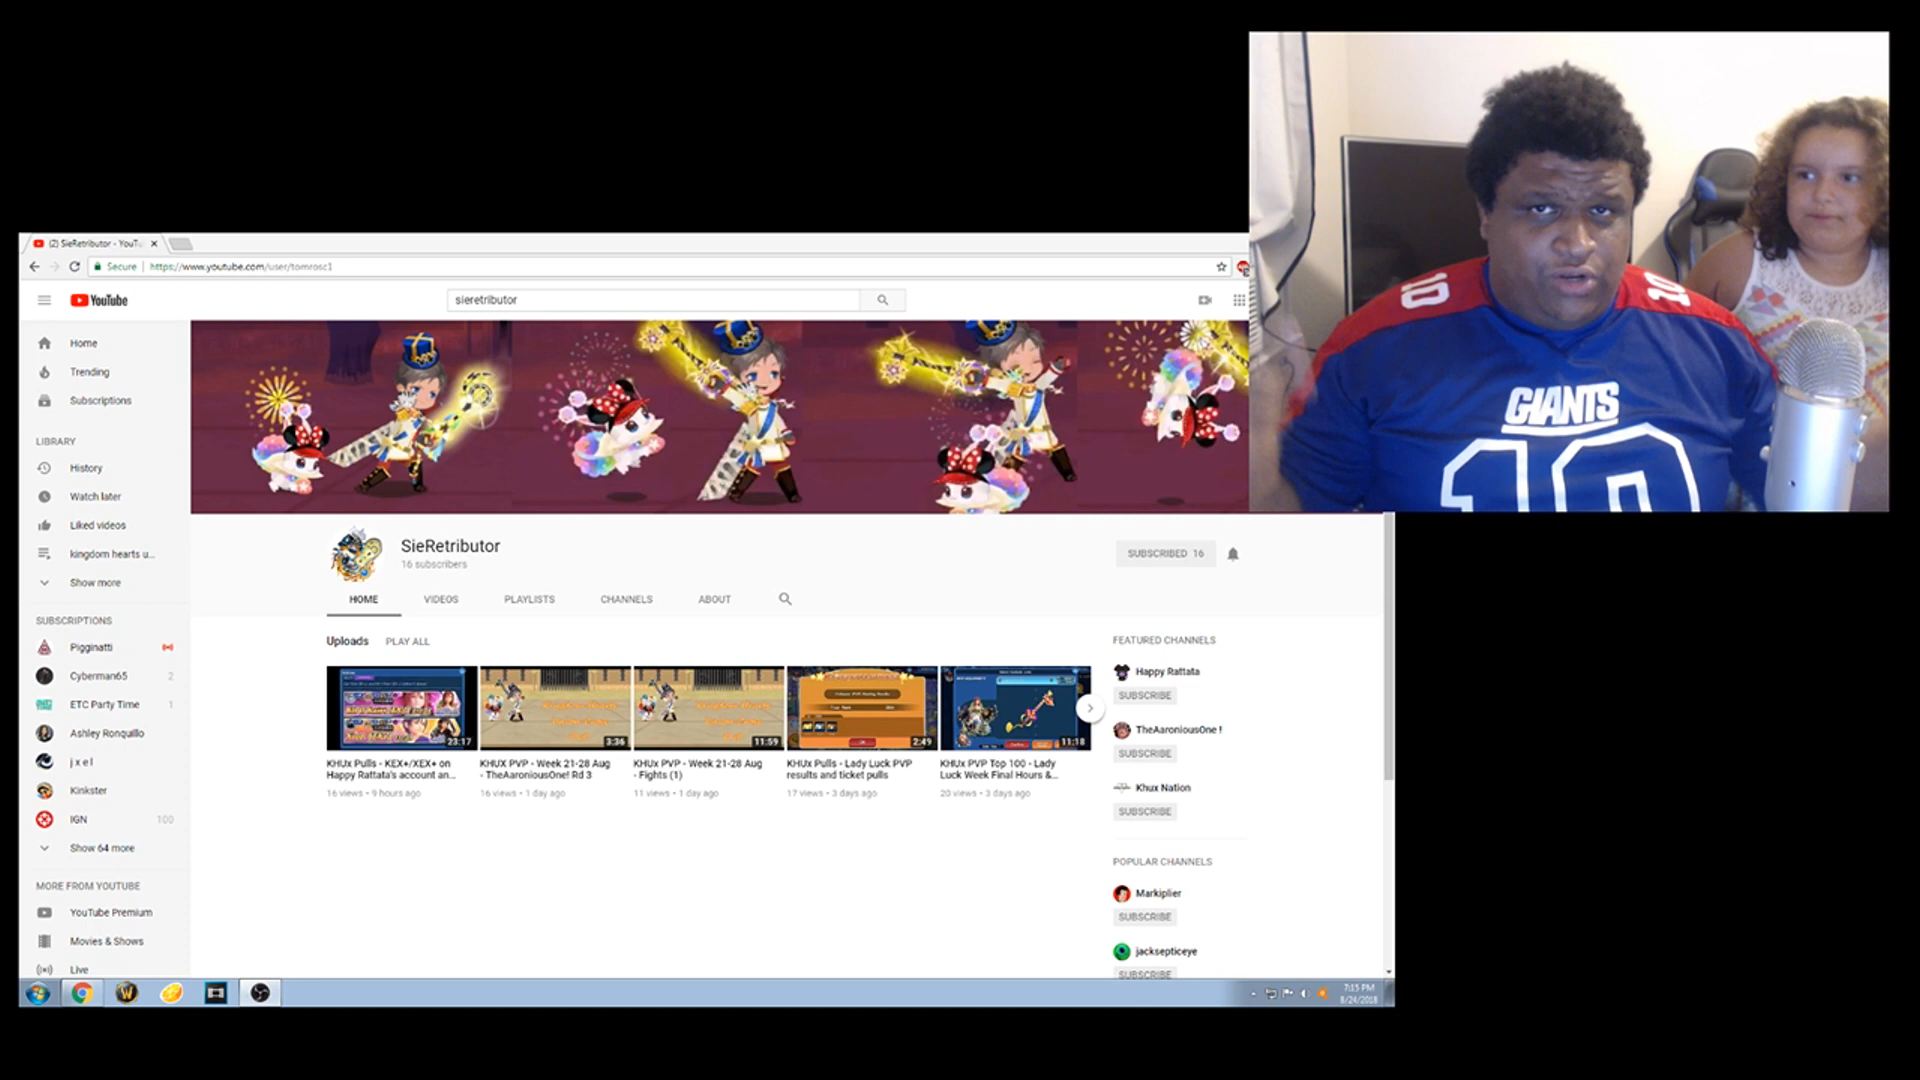 (2) SieRetributor - YouTu
Secure
https://www.youtube.com/user/tomrosc1
YouTube
sieretributor
Home
Trending
Subscriptions
LIBRARY
History
Watch later
Liked videos
kingdom hearts u...
Show more
SUBSCRIPTIONS
Pigginatti
Cyberman65 2
ETC Party Time 1
Ashley Ronquillo
j x e l
Kinkster
IGN 100
Show 64 more
MORE FROM YOUTUBE
YouTube Premium
Movies & Shows
Live
SieRetributor
16 subscribers
SUBSCRIBED 16
HOME VIDEOS PLAYLISTS CHANNELS ABOUT
Uploads PLAY ALL
23:17
KHUx Pulls - KEX+/XEX+ on
Happy Rattata's account an...
16 views • 9 hours ago
3:36
KHUX PVP - Week 21-28 Aug
- TheAaroniousOne! Rd 3
16 views • 1 day ago
11:59
KHUx PVP - Week 21-28 Aug
- Fights (1)
11 views • 1 day ago
2:49
KHUx Pulls - Lady Luck PVP
results and ticket pulls
17 views • 3 days ago
11:18
KHUx PVP Top 100 - Lady
Luck Week Final Hours &...
20 views • 3 days ago
FEATURED CHANNELS
Happy Rattata
SUBSCRIBE
TheAaroniousOne !
SUBSCRIBE
Khux Nation
SUBSCRIBE
POPULAR CHANNELS
Markiplier
SUBSCRIBE
jacksepticeye
SUBSCRIBE
7:15 PM
8/24/2018
10 10
GIANTS
10